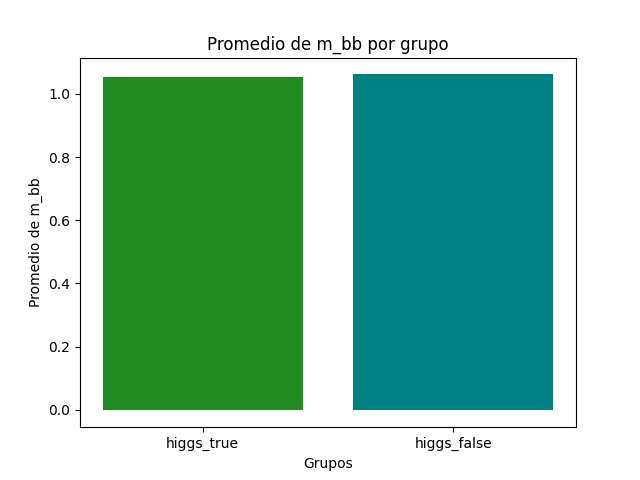 Promedio de m_bb por grupo
Promedio de m_bb
1.0
0.8
0.6
0.4
0.2
0.0
higgs_true
higgs_false
Grupos